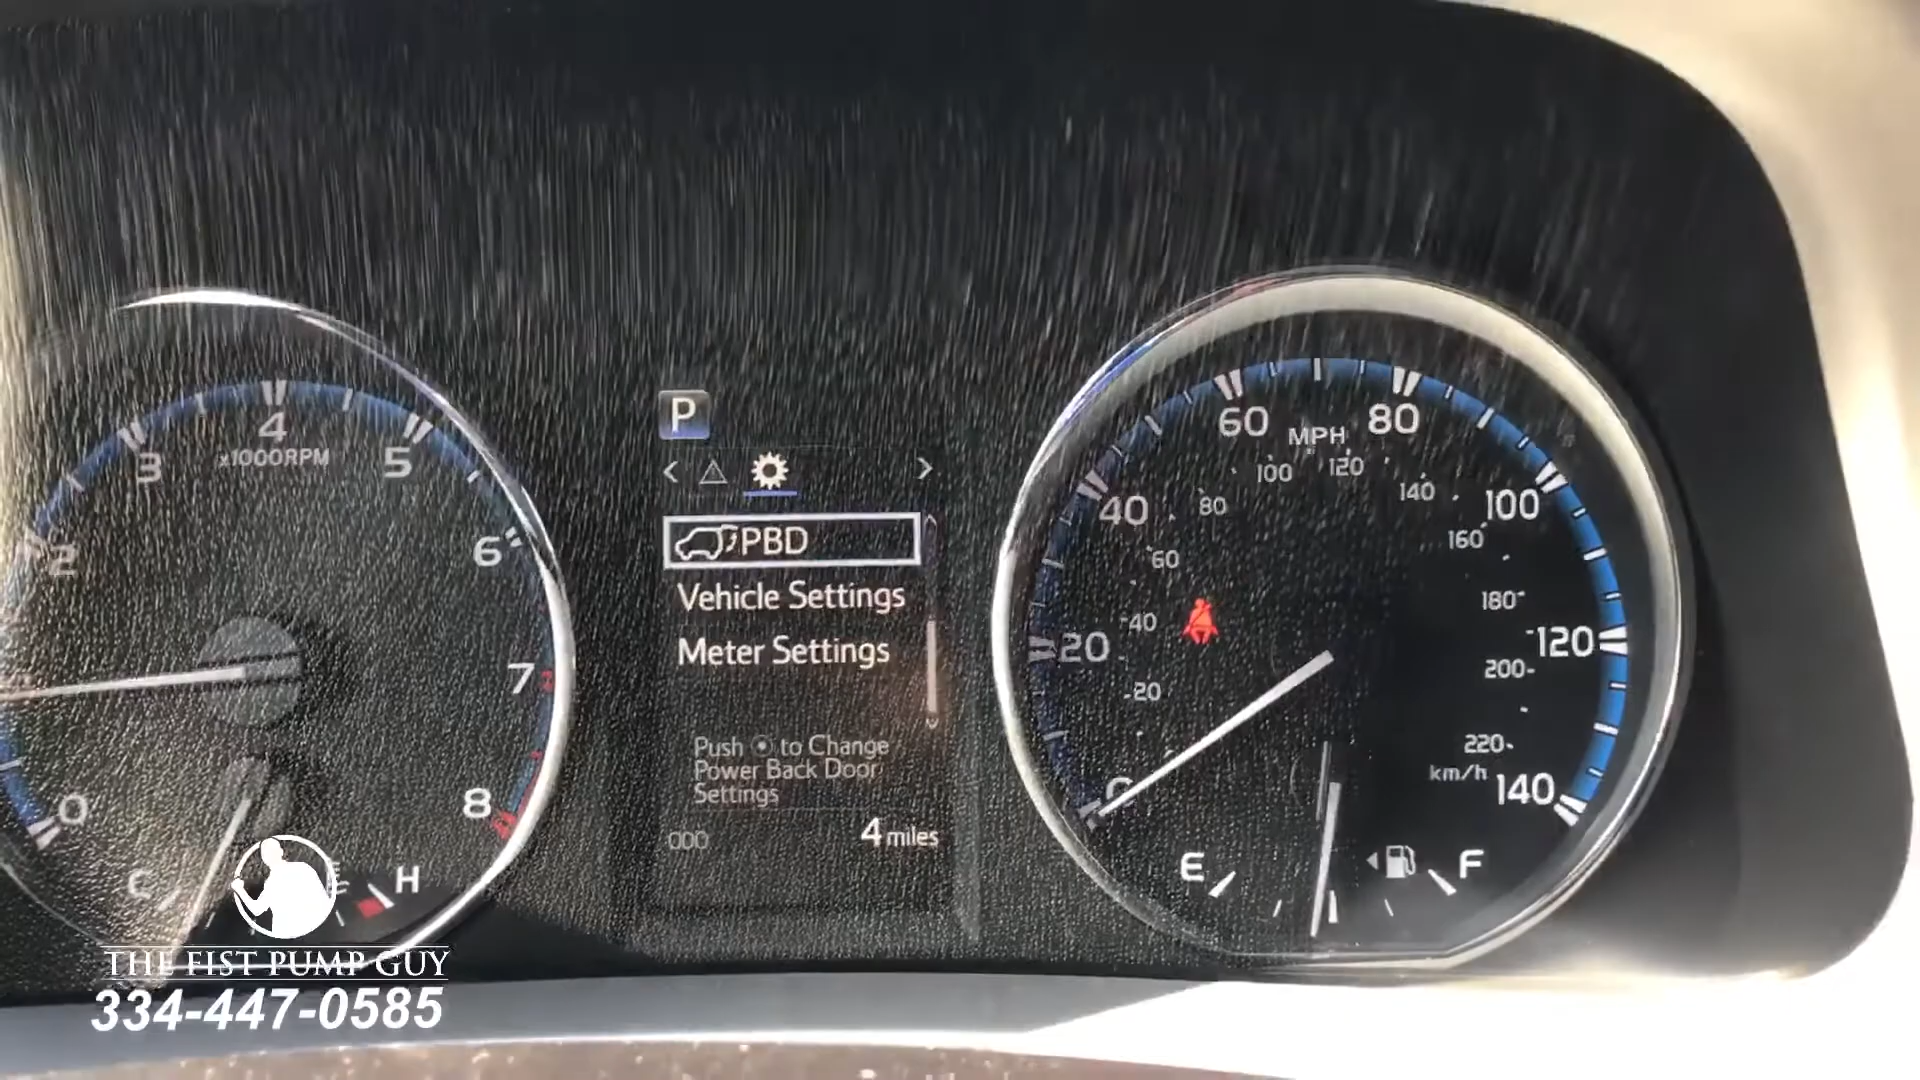 P
PBD
Vehicle Settings
Meter Settings
Push to Change
Power Back Door
Settings
ODO 4 miles
0 2 3 4 5 6 7 8
x1000RPM
C H
20 40 60 80 100 120 140
MPH
20 40 60 80 100 120 140 160 180 200 220
km/h
E F
THE FIST PUMP GUY
334-447-0585